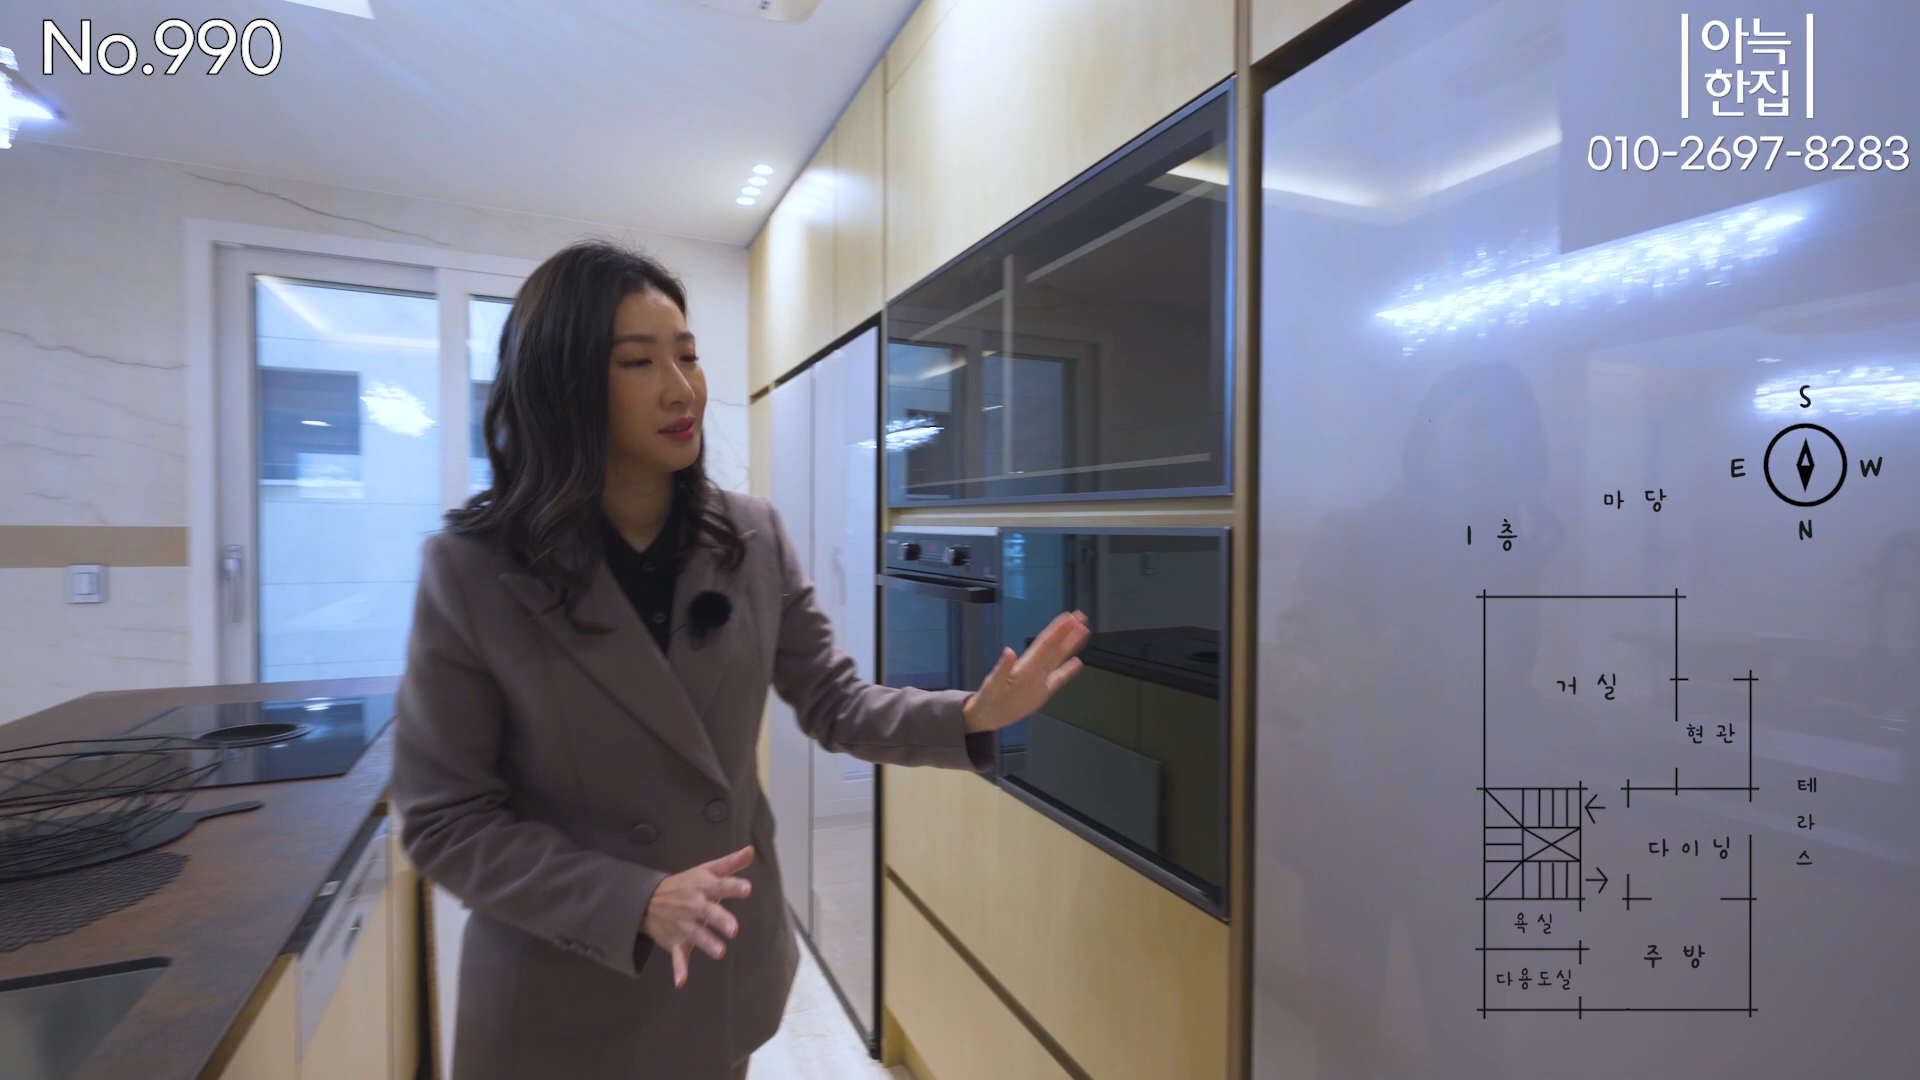 No.990
아늑
한집
010-2697-8283
S
E
W
N
마당
1층
거실
현관
테
라
스
다이닝
욕실
주방
다용도실